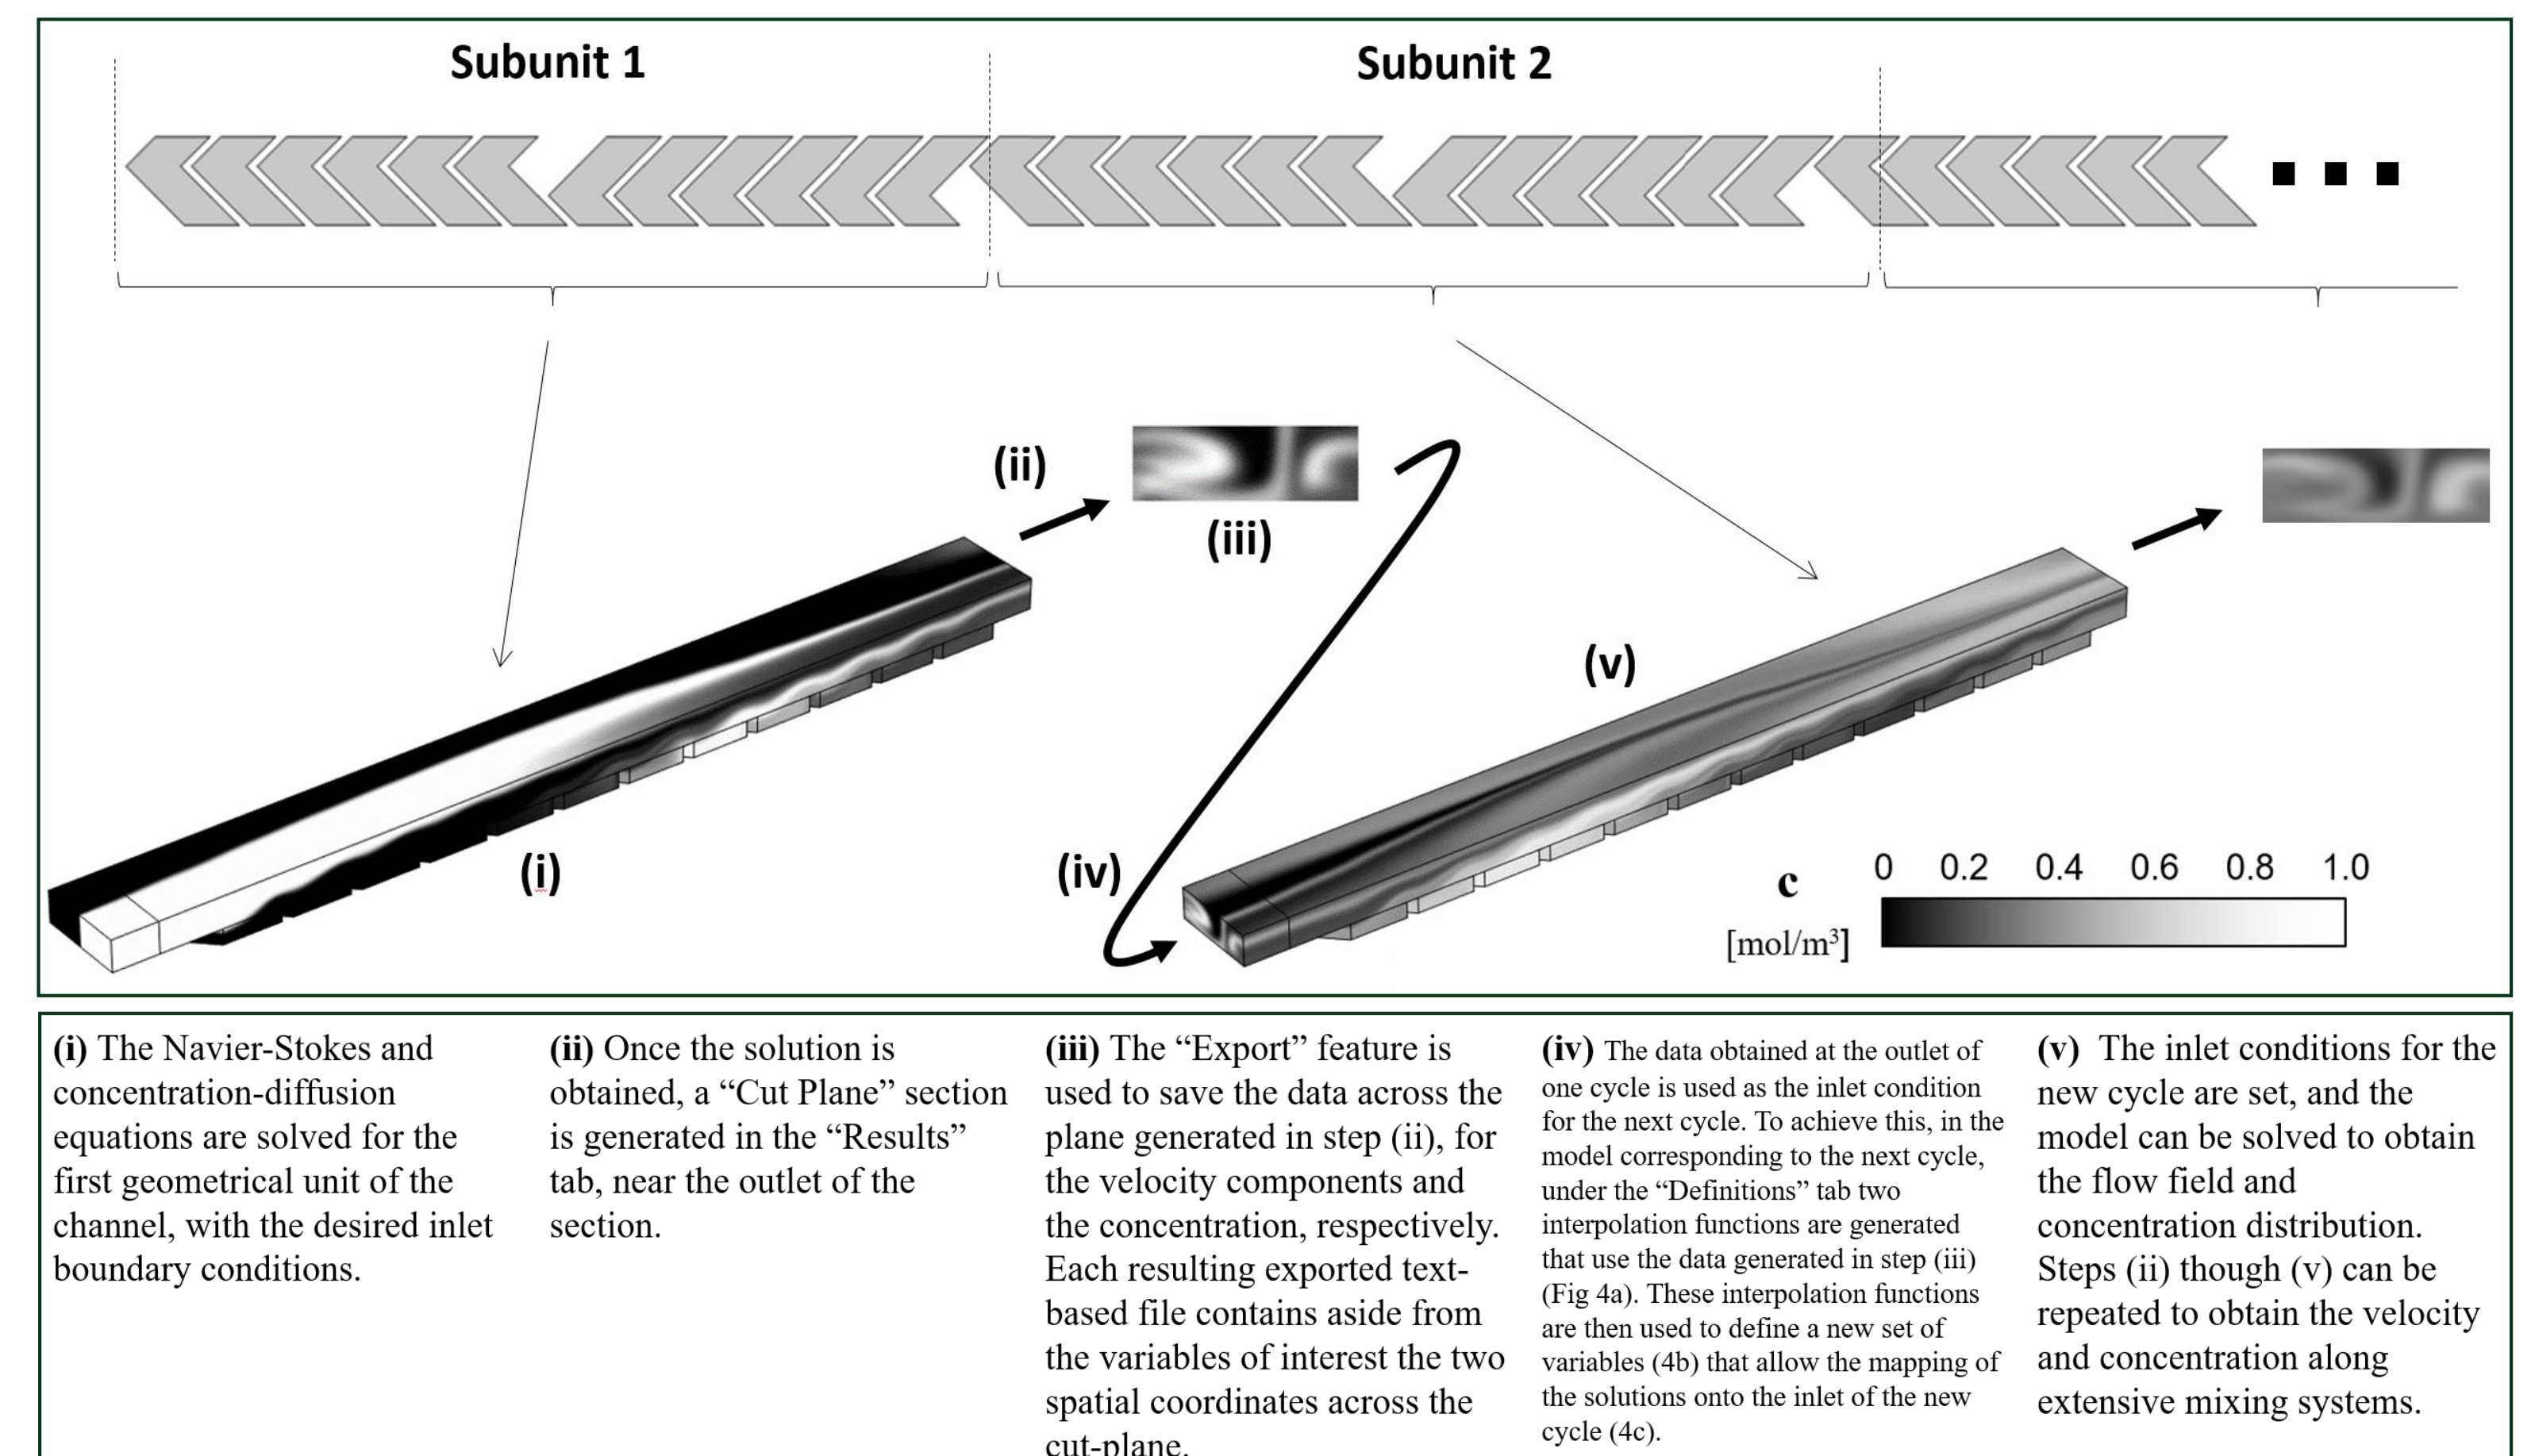 Subunit 1
Subunit 2
(ii)
(iii)
(v)
(i)
(iv)
0 0.2 0.4 0.6 0.8 1.0
c
[mol/m³]
(i) The Navier-Stokes and
concentration-diffusion
equations are solved for the
first geometrical unit of the
channel, with the desired inlet
boundary conditions.
(ii) Once the solution is
obtained, a “Cut Plane” section
is generated in the “Results”
tab, near the outlet of the
section.
(iii) The “Export” feature is
used to save the data across the
plane generated in step (ii), for
the velocity components and
the concentration, respectively.
Each resulting exported text-
based file contains aside from
the variables of interest the two
spatial coordinates across the
cut-plane.
(iv) The data obtained at the outlet of
one cycle is used as the inlet condition
for the next cycle. To achieve this, in the
model corresponding to the next cycle,
under the “Definitions” tab two
interpolation functions are generated
that use the data generated in step (iii)
(Fig 4a). These interpolation functions
are then used to define a new set of
variables (4b) that allow the mapping of
the solutions onto the inlet of the new
cycle (4c).
(v) The inlet conditions for the
new cycle are set, and the
model can be solved to obtain
the flow field and
concentration distribution.
Steps (ii) though (v) can be
repeated to obtain the velocity
and concentration along
extensive mixing systems.